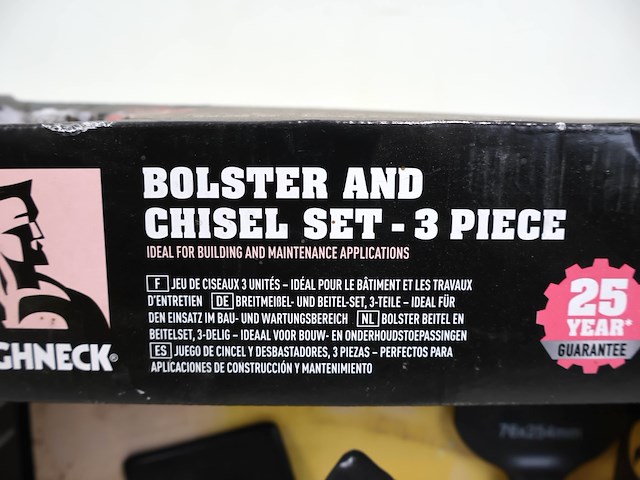 BOLSTER AND
CHISEL SET - 3 PIECE
IDEAL FOR BUILDING AND MAINTENANCE APPLICATIONS
F JEU DE CISEAUX 3 UNITÉS – IDÉAL POUR LE BÂTIMENT ET LES TRAVAUX
D'ENTRETIEN DE BREITMEIßEL- UND BEITEL-SET, 3-TEILE – IDEAL FÜR
DEN EINSATZ IM BAU- UND WARTUNGSBEREICH NL BOLSTER BEITEL EN
BEITELSET, 3-DELIG – IDEAAL VOOR BOUW- EN ONDERHOUDSTOEPASSINGEN
ES JUEGO DE CINCEL Y DESBASTADORES, 3 PIEZAS – PERFECTOS PARA
APLICACIONES DE CONSTRUCCIÓN Y MANTENIMIENTO
GHNECK®
25
YEAR*
GUARANTEE
76x254mm